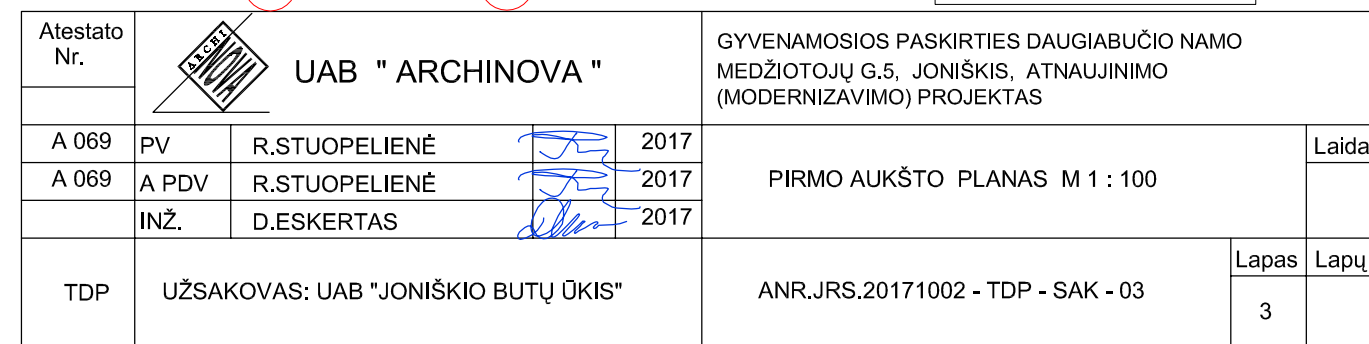 Atestato
Nr.
ARCHI
NOVA
UAB " ARCHINOVA "
GYVENAMOSIOS PASKIRTIES DAUGIABUČIO NAMO
MEDŽIOTOJŲ G.5, JONIŠKIS, ATNAUJINIMO
(MODERNIZAVIMO) PROJEKTAS
A 069 PV R.STUOPELIENĖ 2017
A 069 A PDV R.STUOPELIENĖ 2017
INŽ. D.ESKERTAS 2017
PIRMO AUKŠTO PLANAS M 1 : 100
Laida
TDP
UŽSAKOVAS: UAB "JONIŠKIO BUTŲ ŪKIS"
ANR.JRS.20171002 - TDP - SAK - 03
Lapas Lapų
3